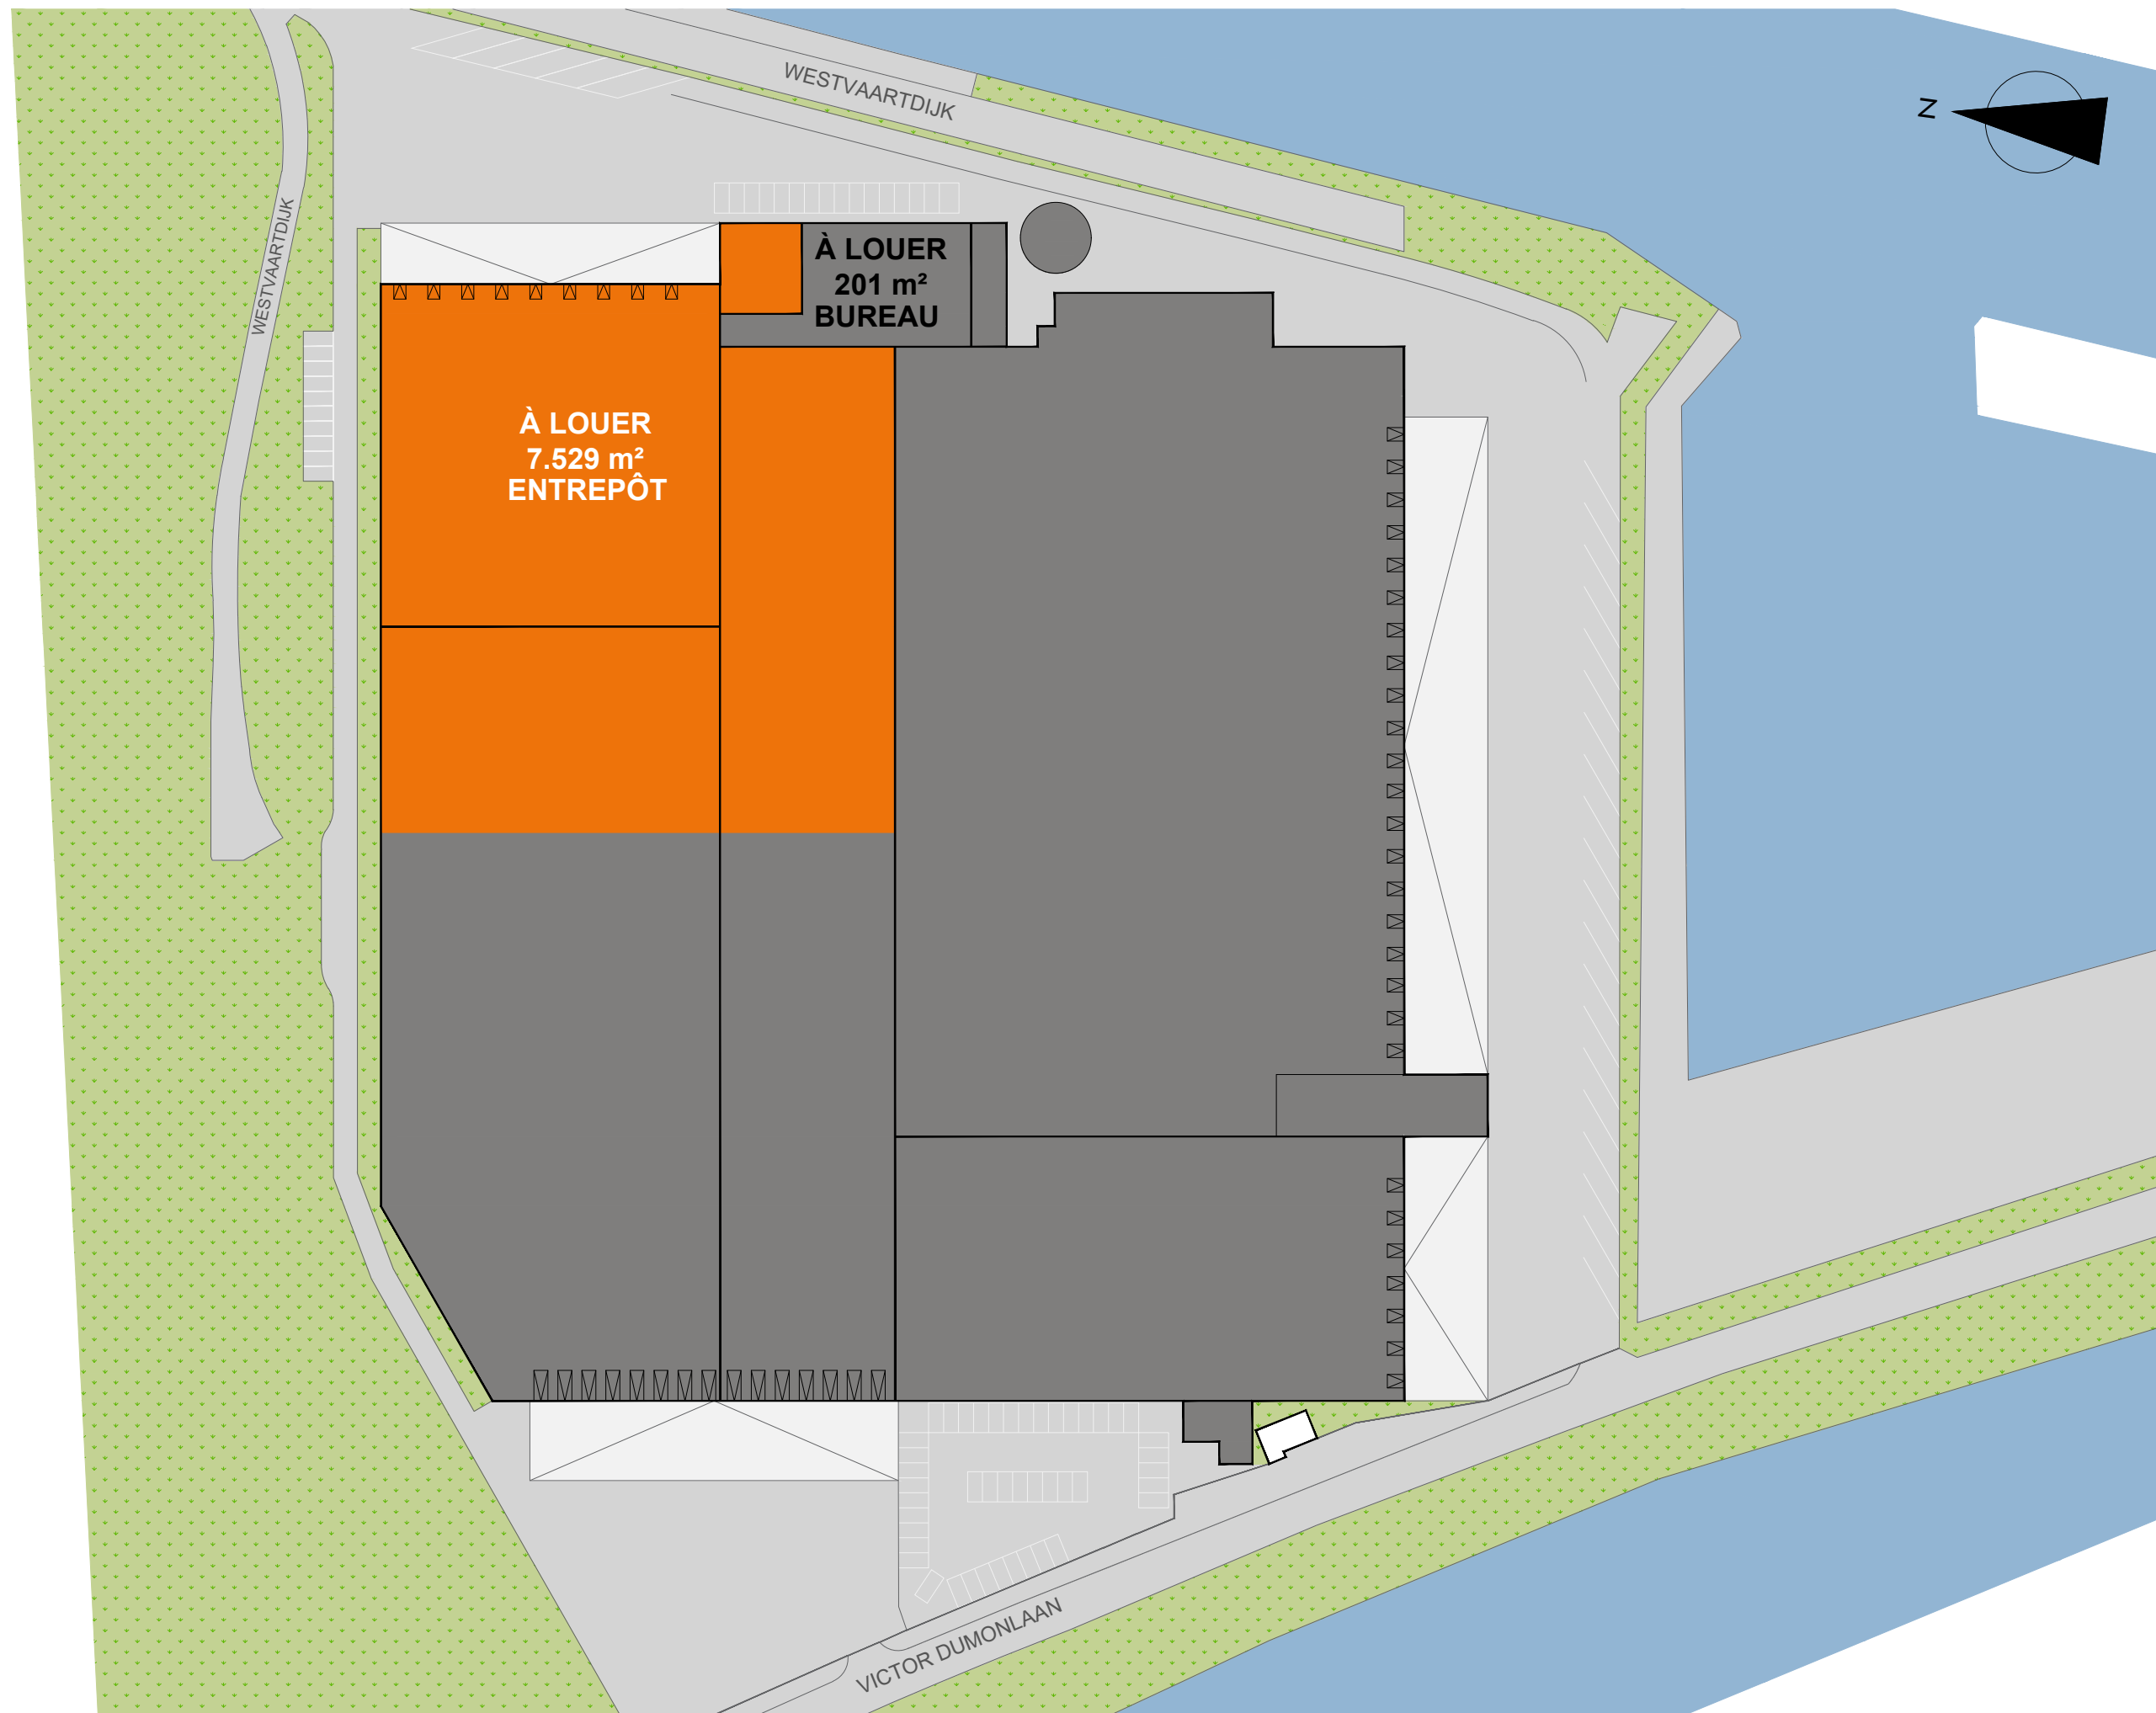 WESTVAARTDIJK
N
WESTVAARTDIJK
À LOUER
201 m²
BUREAU
À LOUER
7.529 m²
ENTREPÔT
VICTOR DUMONLAAN